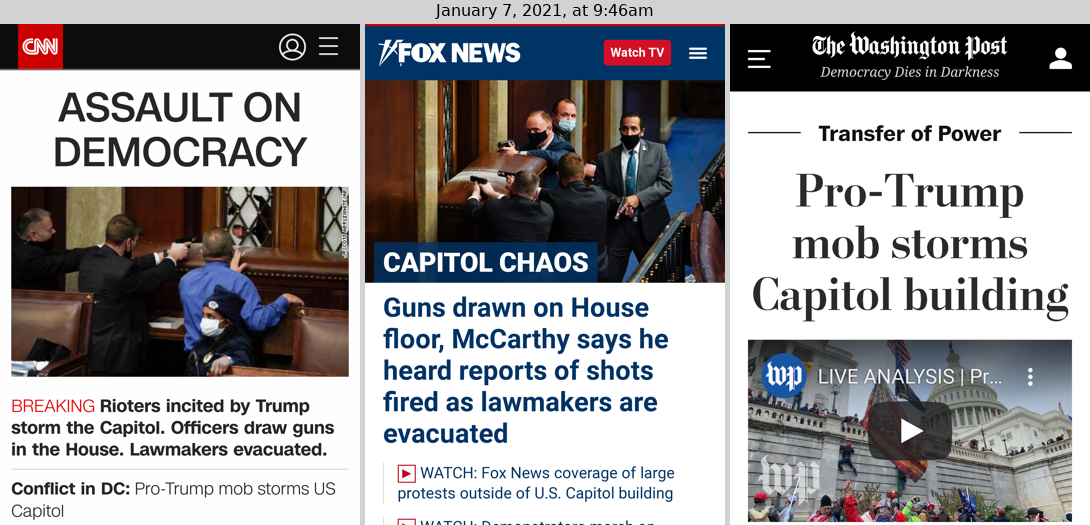 January 7, 2021, at 9:46am
CNN
ASSAULT ON
DEMOCRACY
BREAKING Rioters incited by Trump
storm the Capitol. Officers draw guns
in the House. Lawmakers evacuated.
Conflict in DC: Pro-Trump mob storms US
Capitol
FOX NEWS
Watch TV
CAPITOL CHAOS
Guns drawn on House
floor, McCarthy says he
heard reports of shots
fired as lawmakers are
evacuated
WATCH: Fox News coverage of large
protests outside of U.S. Capitol building
WATCH: Demonstrators march on
The Washington Post
Democracy Dies in Darkness
Transfer of Power
Pro-Trump
mob storms
Capitol building
wp
LIVE ANALYSIS | Pr...
wp